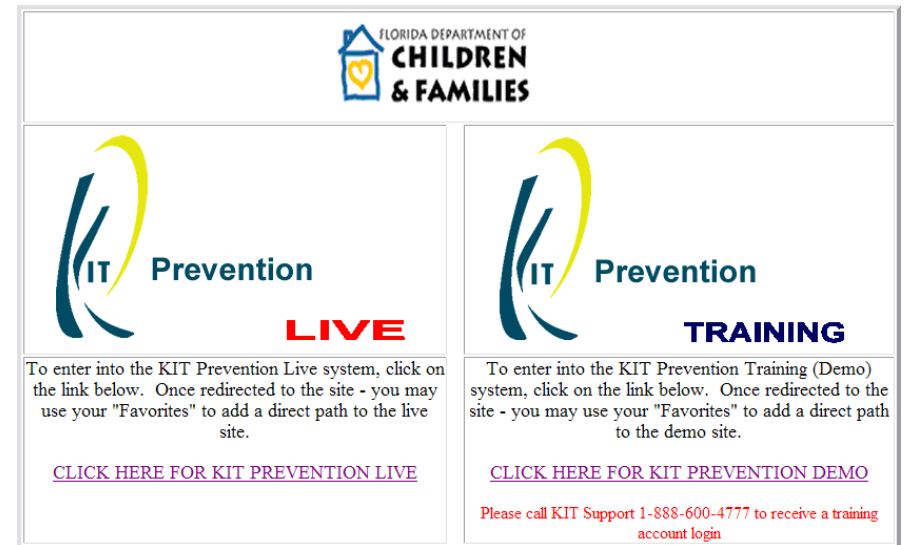 FLORIDA DEPARTMENT OF
CHILDREN
& FAMILIES
KIT Prevention
LIVE
To enter into the KIT Prevention Live system, click on
the link below.  Once redirected to the site - you may
use your "Favorites" to add a direct path to the live
site.
CLICK HERE FOR KIT PREVENTION LIVE
KIT Prevention
TRAINING
To enter into the KIT Prevention Training (Demo)
system, click on the link below.  Once redirected to the
site - you may use your "Favorites" to add a direct path
to the demo site.
CLICK HERE FOR KIT PREVENTION DEMO
Please call KIT Support 1-888-600-4777 to receive a training
account login